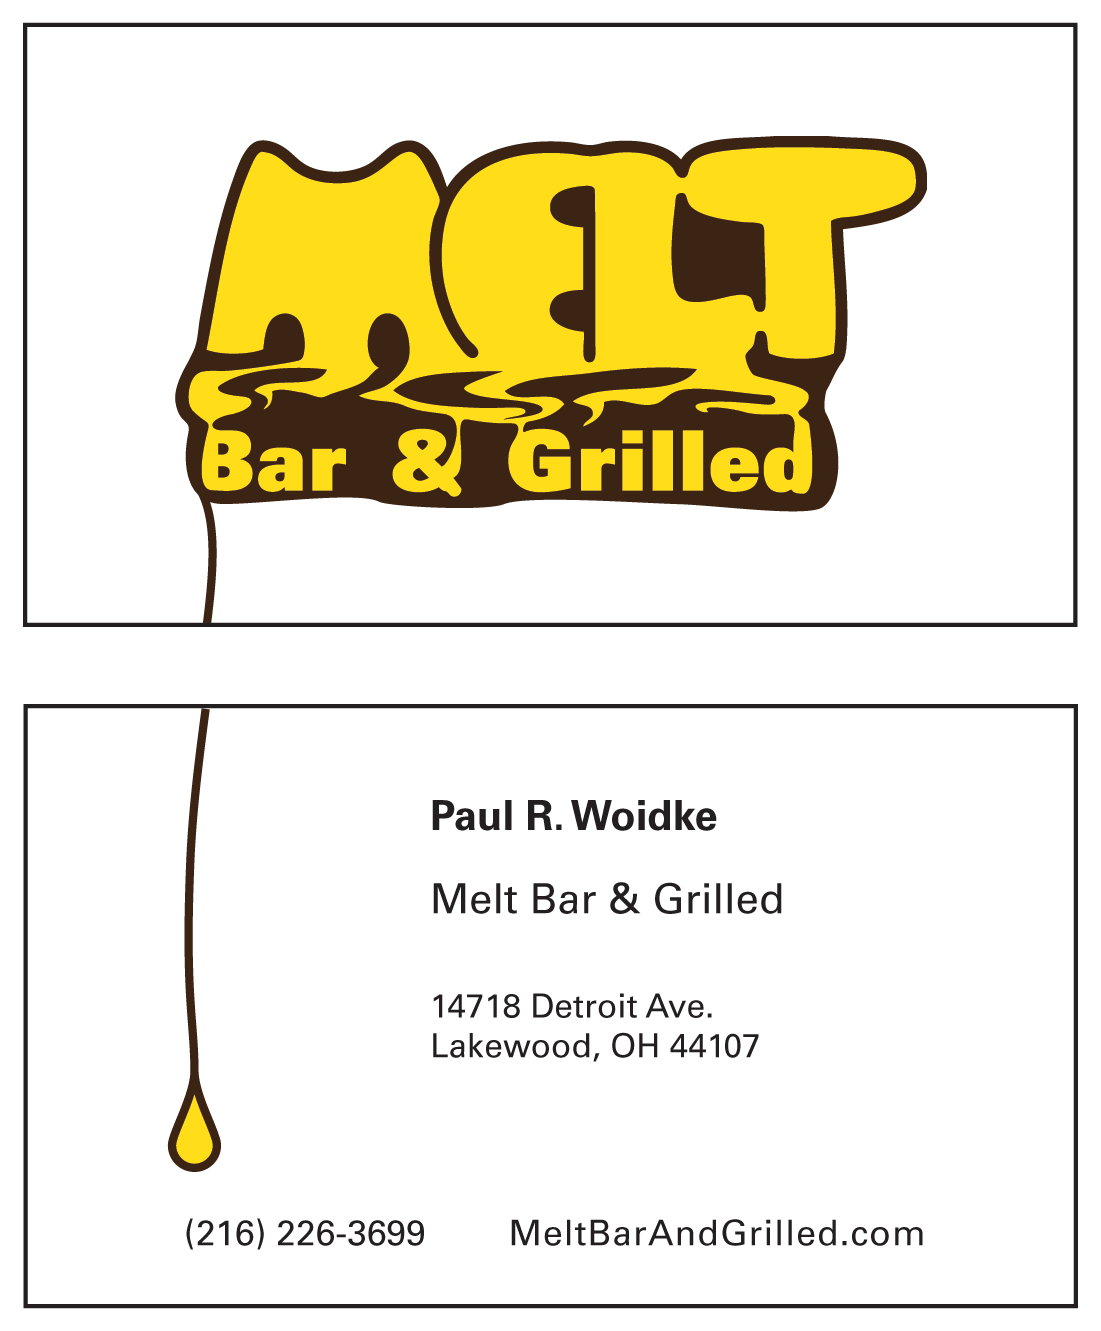 MELT
Bar & Grilled
Paul R. Woidke
Melt Bar & Grilled
14718 Detroit Ave.
Lakewood, OH 44107
(216) 226-3699 MeltBarAndGrilled.com